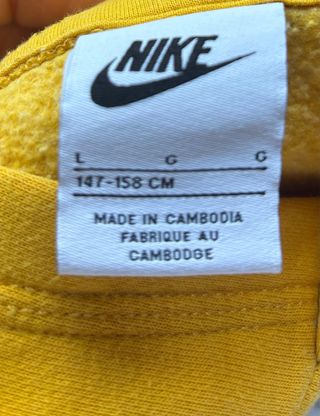 NIKE
L G G
147-158 CM
MADE IN CAMBODIA
FABRIQUE AU
CAMBODGE